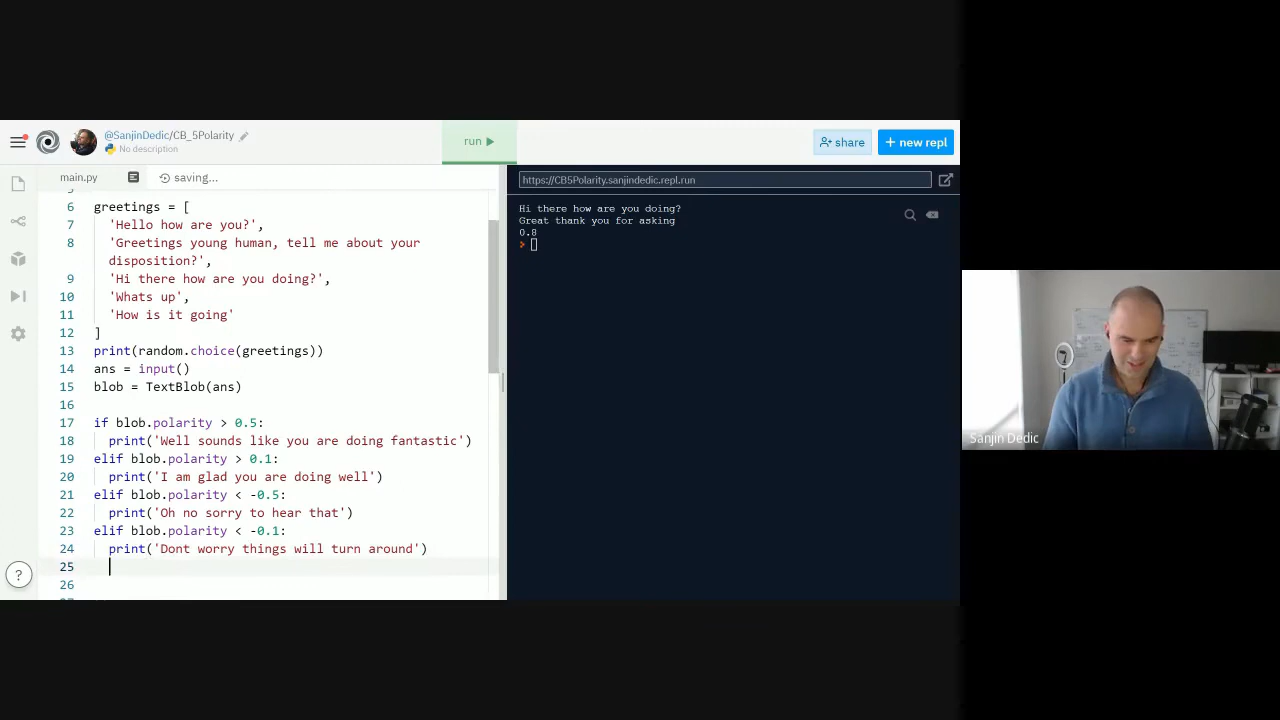 @SanjinDedic/CB_5Polarity
No description
run
share
+ new repl
main.py
saving...
https://CB5Polarity.sanjindedic.repl.run
6 greetings = [
7 'Hello how are you?',
8 'Greetings young human, tell me about your
disposition?',
9 'Hi there how are you doing?',
10 'Whats up',
11 'How is it going'
12 ]
13 print(random.choice(greetings))
14 ans = input()
15 blob = TextBlob(ans)
16
17 if blob.polarity > 0.5:
18 print('Well sounds like you are doing fantastic')
19 elif blob.polarity > 0.1:
20 print('I am glad you are doing well')
21 elif blob.polarity < -0.5:
22 print('Oh no sorry to hear that')
23 elif blob.polarity < -0.1:
24 print('Dont worry things will turn around')
25
26
?
Hi there how are you doing?
Great thank you for asking
0.8
>
Sanjin Dedic